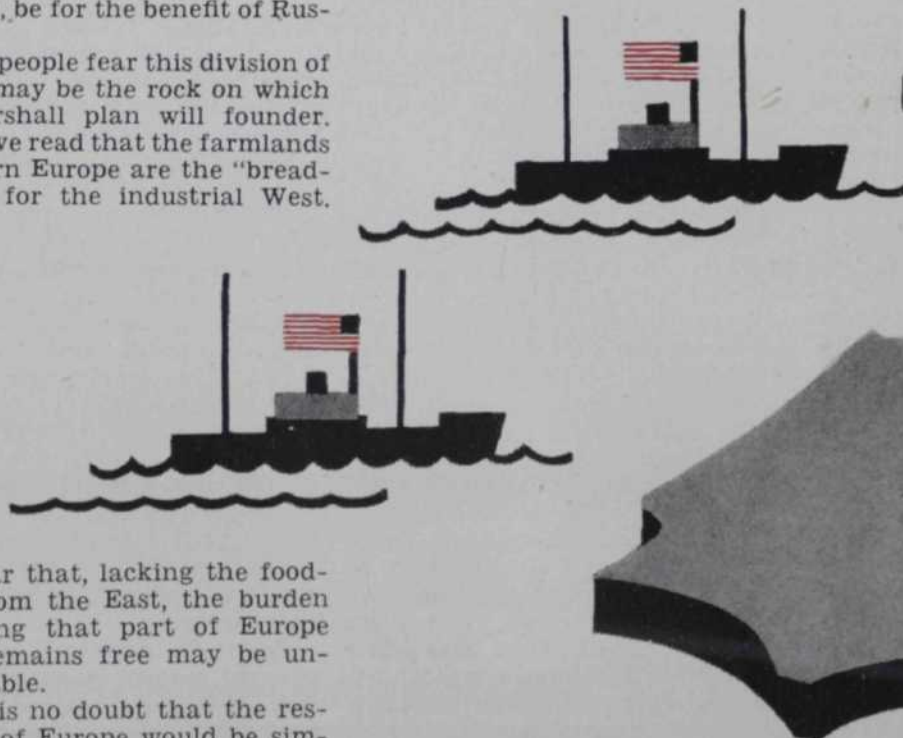 , be for the benefit of Rus-
people fear this division of
may be the rock on which
rshall plan will founder.
ve read that the farmlands
rn Europe are the "bread-
for the industrial West.
r that, lacking the food-
om the East, the burden
ng that part of Europe
emains free may be un-
ble.
is no doubt that the res-
of Europe would be sim-